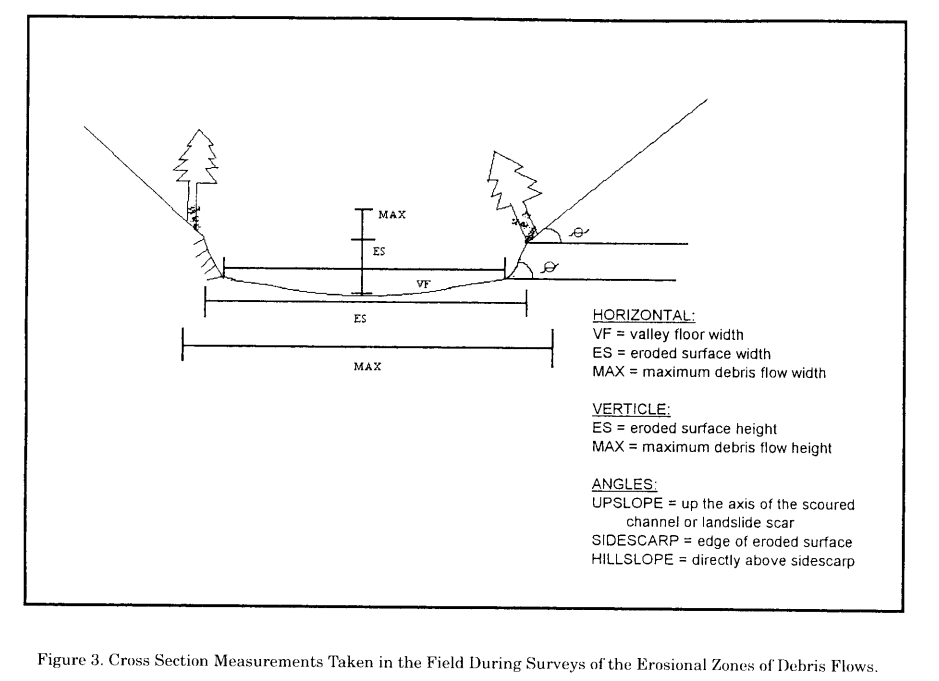 MAX
ES
VF
ES
MAX
HORIZONTAL:
VF = valley floor width
ES = eroded surface width
MAX = maximum debris flow width
VERTICLE:
ES = eroded surface height
MAX = maximum debris flow height
ANGLES:
UPSLOPE = up the axis of the scoured
channel or landslide scar
SIDESCARP = edge of eroded surface
HILLSLOPE = directly above sidescarp
Figure 3. Cross Section Measurements Taken in the Field During Surveys of the Erosional Zones of Debris Flows.